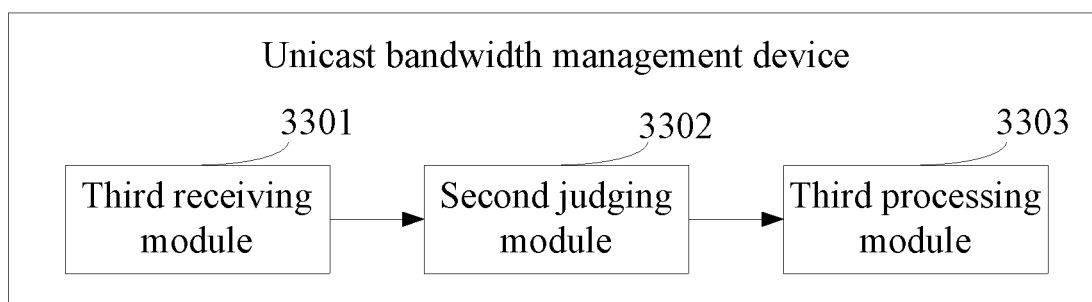 Unicast bandwidth management device
3301
3302
3303
Third receiving
module
Second judging
module
Third processing
module